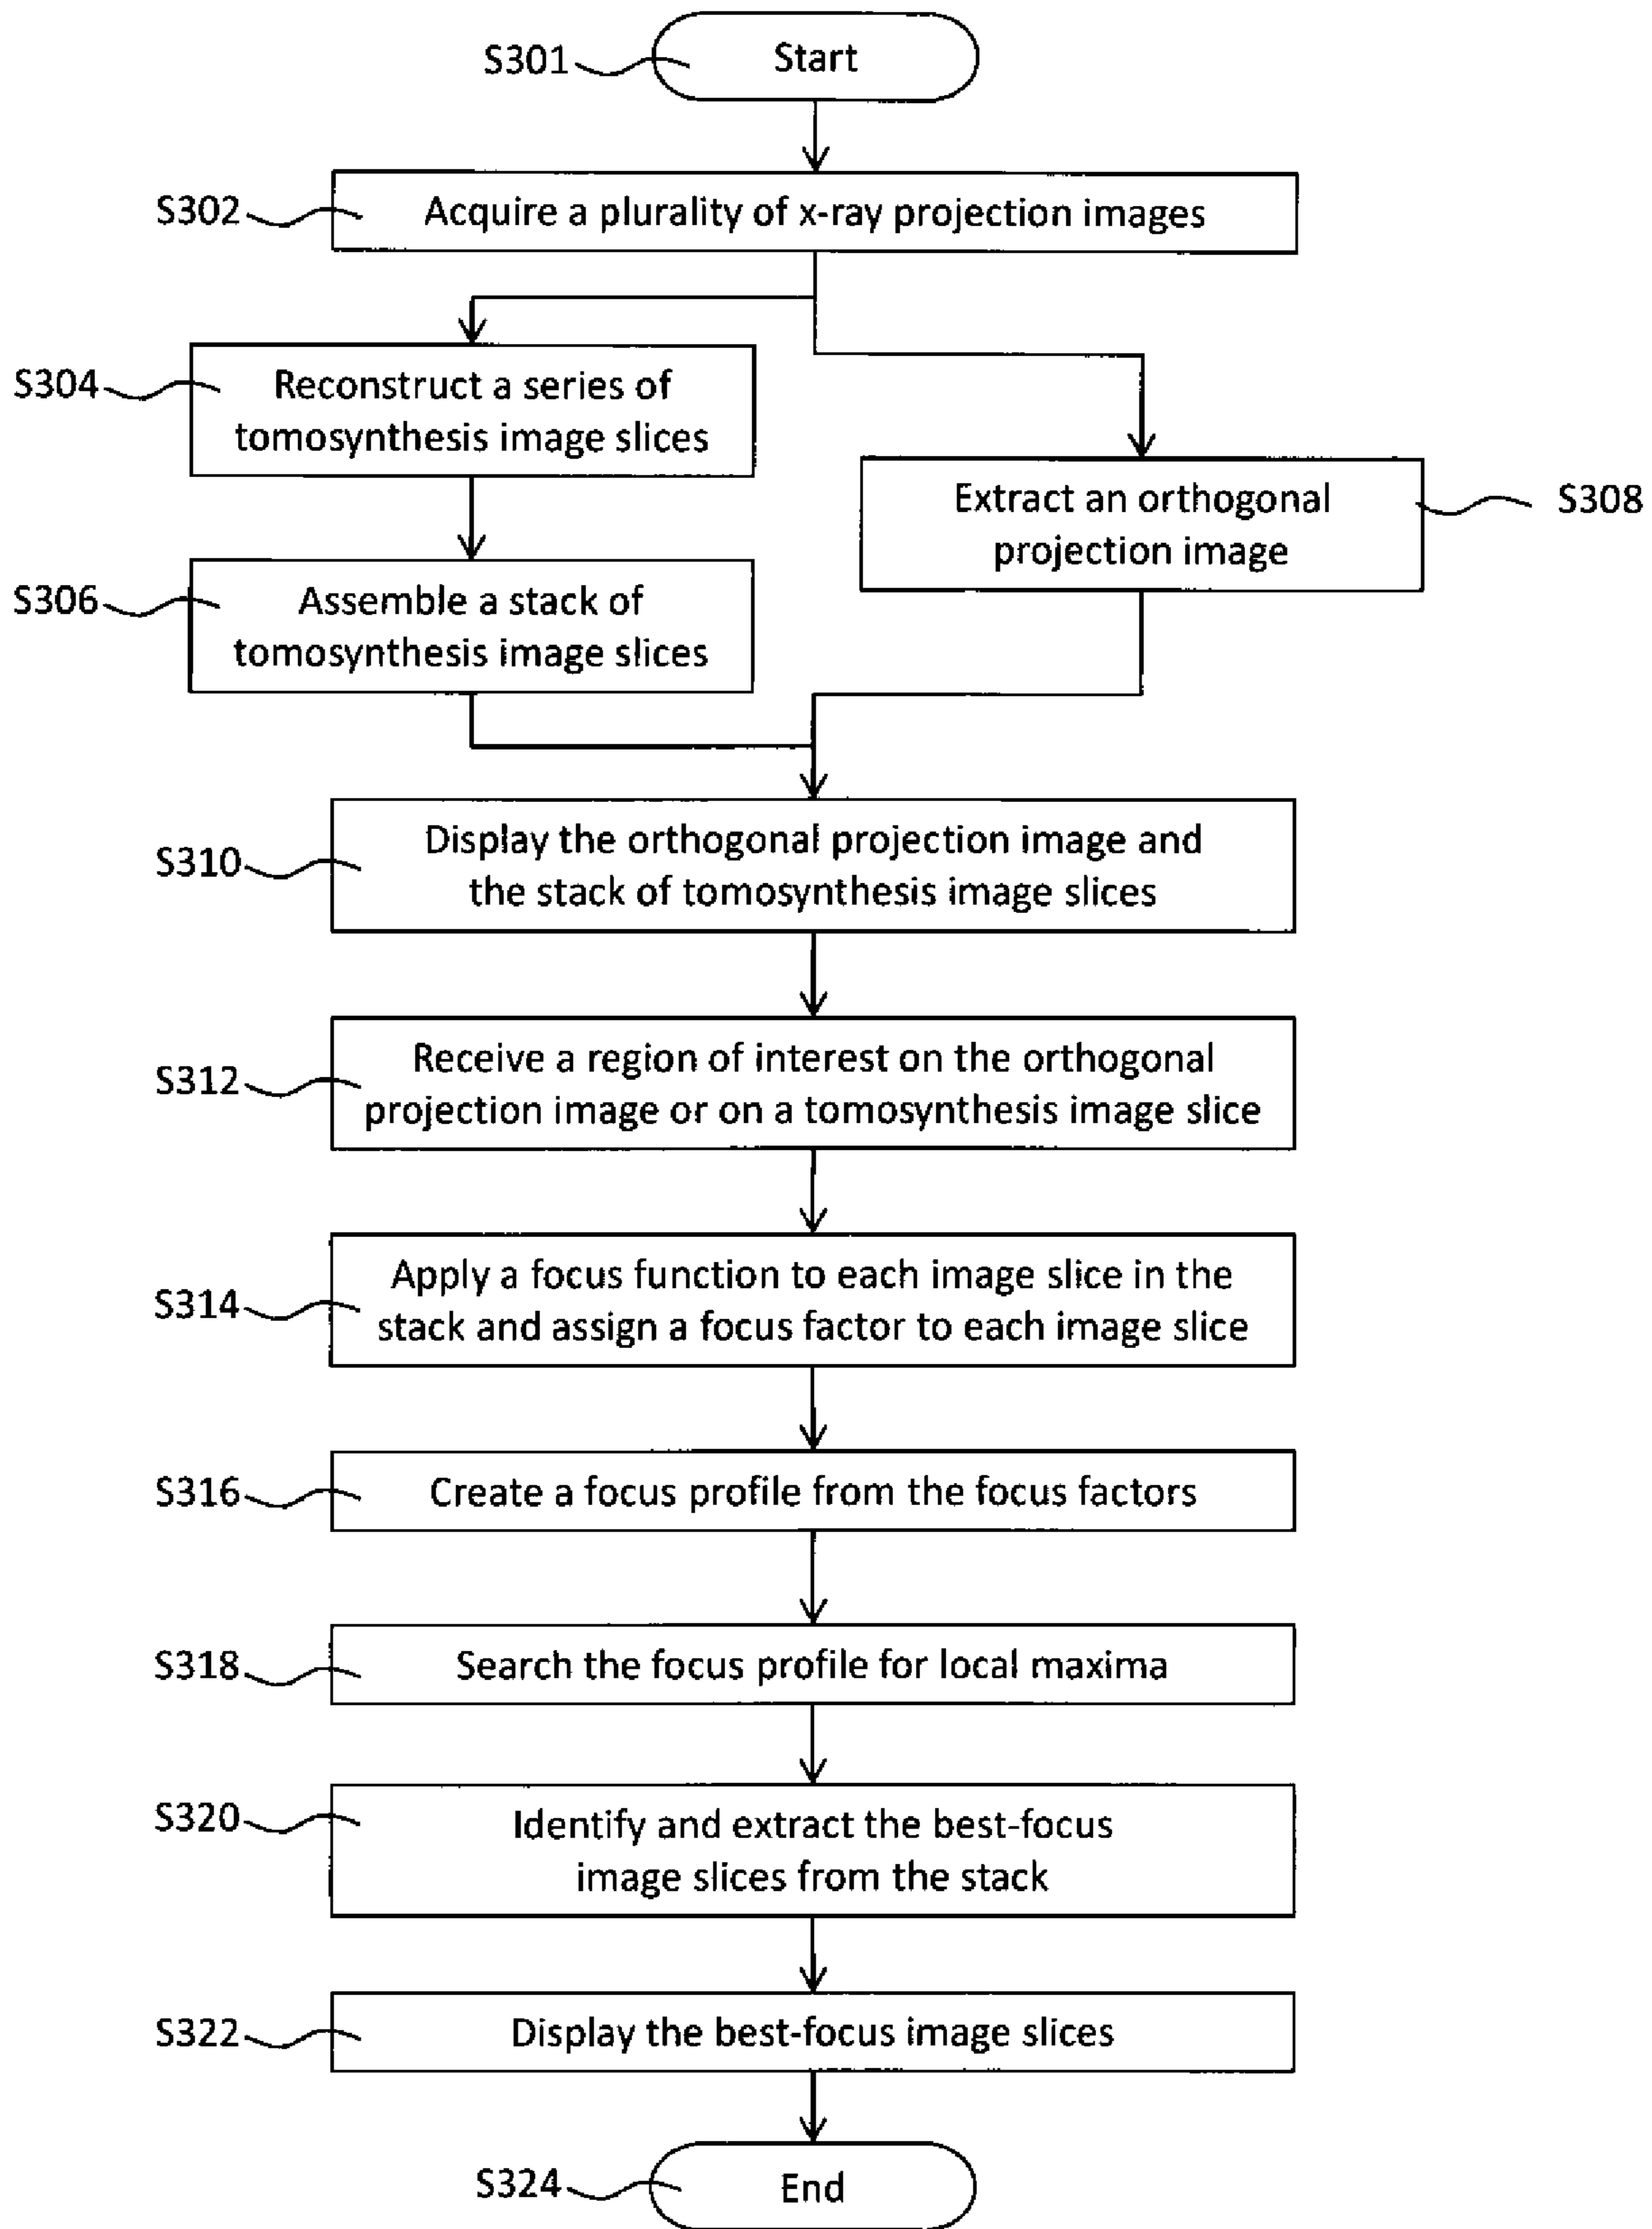 S301
Start
S302
Acquire a plurality of x-ray projection images
S304
Reconstruct a series of
tomosynthesis image slices
Extract an orthogonal
projection image
S308
S306
Assemble a stack of
tomosynthesis image slices
S310
Display the orthogonal projection image and
the stack of tomosynthesis image slices
S312
Receive a region of interest on the orthogonal
projection image or on a tomosynthesis image slice
S314
Apply a focus function to each image slice in the
stack and assign a focus factor to each image slice
S316
Create a focus profile from the focus factors
S318
Search the focus profile for local maxima
S320
Identify and extract the best-focus
image slices from the stack
S322
Display the best-focus image slices
S324
End